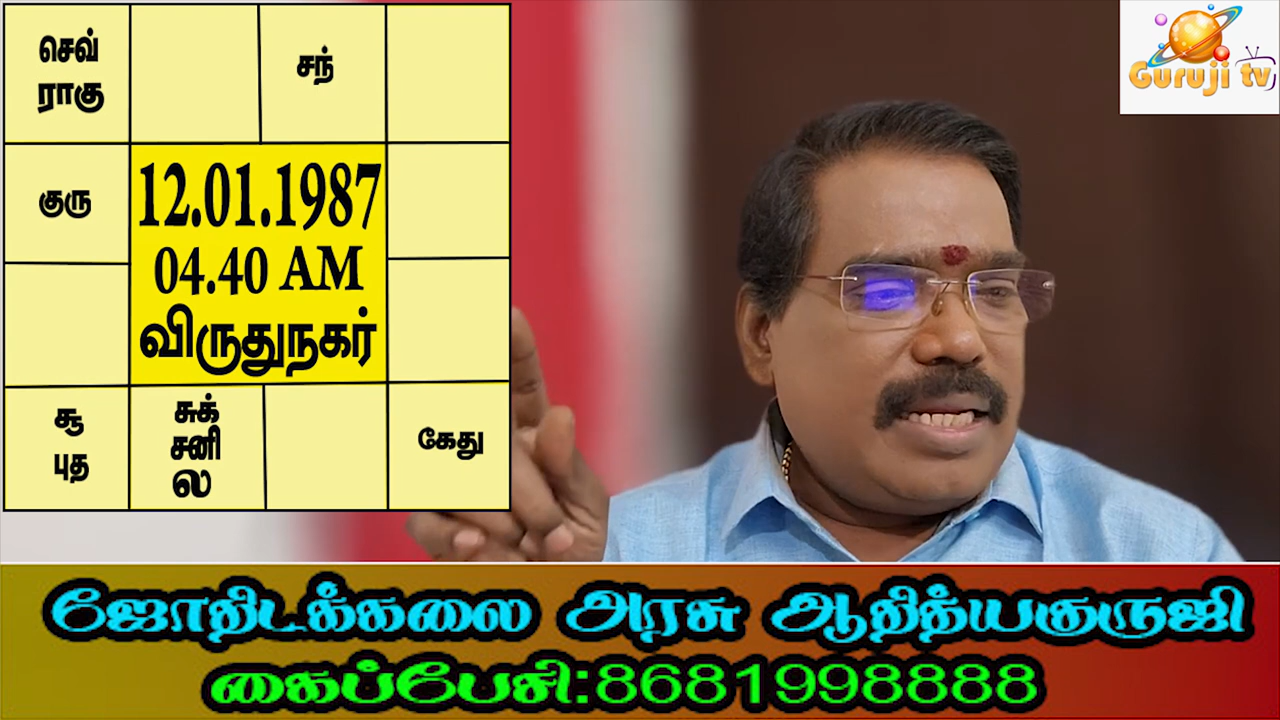 செவ்
ராகு
சந்
Guruji tv
குரு
12.01.1987
04.40 AM
விருதுநகர்
சூ
புத
சுக்
சனி
ல
கேது
ஜோதிடக்கலை அரசு ஆதித்யகுருஜி
கைப்பேசி:8681998888